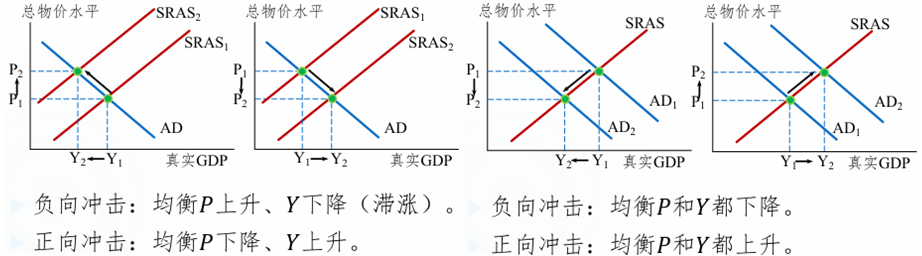 总物价水平
SRAS₂
SRAS₁
P₂
P₁
AD
Y₂ Y₁ 真实GDP
总物价水平
SRAS₁
SRAS₂
P₁
P₂
AD
Y₁ Y₂ 真实GDP
负向冲击：均衡P上升、Y下降（滞涨）。
正向冲击：均衡P下降、Y上升。
总物价水平
SRAS
P₁
P₂
AD₁
AD₂
Y₂ Y₁ 真实GDP
总物价水平
SRAS
P₂
P₁
AD₂
AD₁
Y₁ Y₂ 真实GDP
负向冲击：均衡P和Y都下降。
正向冲击：均衡P和Y都上升。